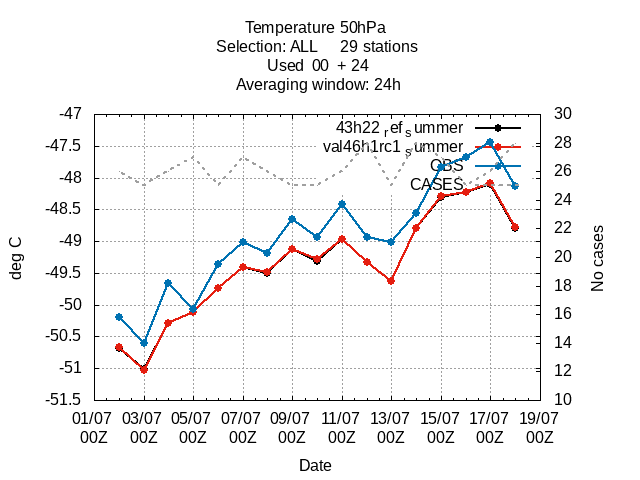 Temperature 50hPa
Selection: ALL     29 stations
Used  00  + 24
Averaging window: 24h
43h22 refsummer
val46h1rc1 summer
OBS
CASES
-47
-47.5
-48
-48.5
-49
-49.5
-50
-50.5
-51
-51.5
30
28
26
24
22
20
18
16
14
12
10
deg C
No cases
01/07 03/07 05/07 07/07 09/07 11/07 13/07 15/07 17/07 19/07
00Z 00Z 00Z 00Z 00Z 00Z 00Z 00Z 00Z 00Z
Date